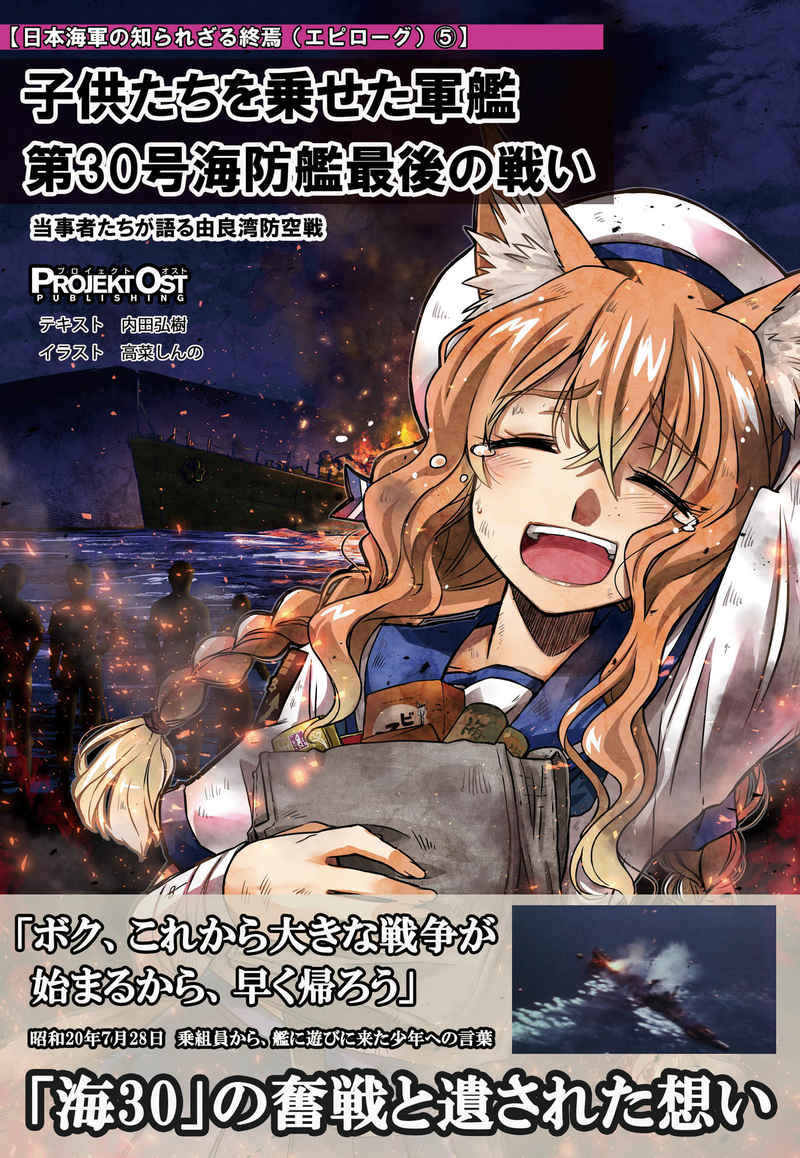 【日本海軍の知られざる終焉(エピローグ)⑤】
子供たちを乗せた軍艦
第30号海防艦最後の戦い
当事者たちが語る由良湾防空戦
プロイェクト オスト
PROJEKT OST
PUBLISHING
テキスト 内田弘樹
イラスト 高菜しんの
「ボク、これから大きな戦争が
始まるから、早く帰ろう」
昭和20年7月28日 乗組員から、艦に遊びに来た少年への言葉
「海30」の奮戦と遺された想い